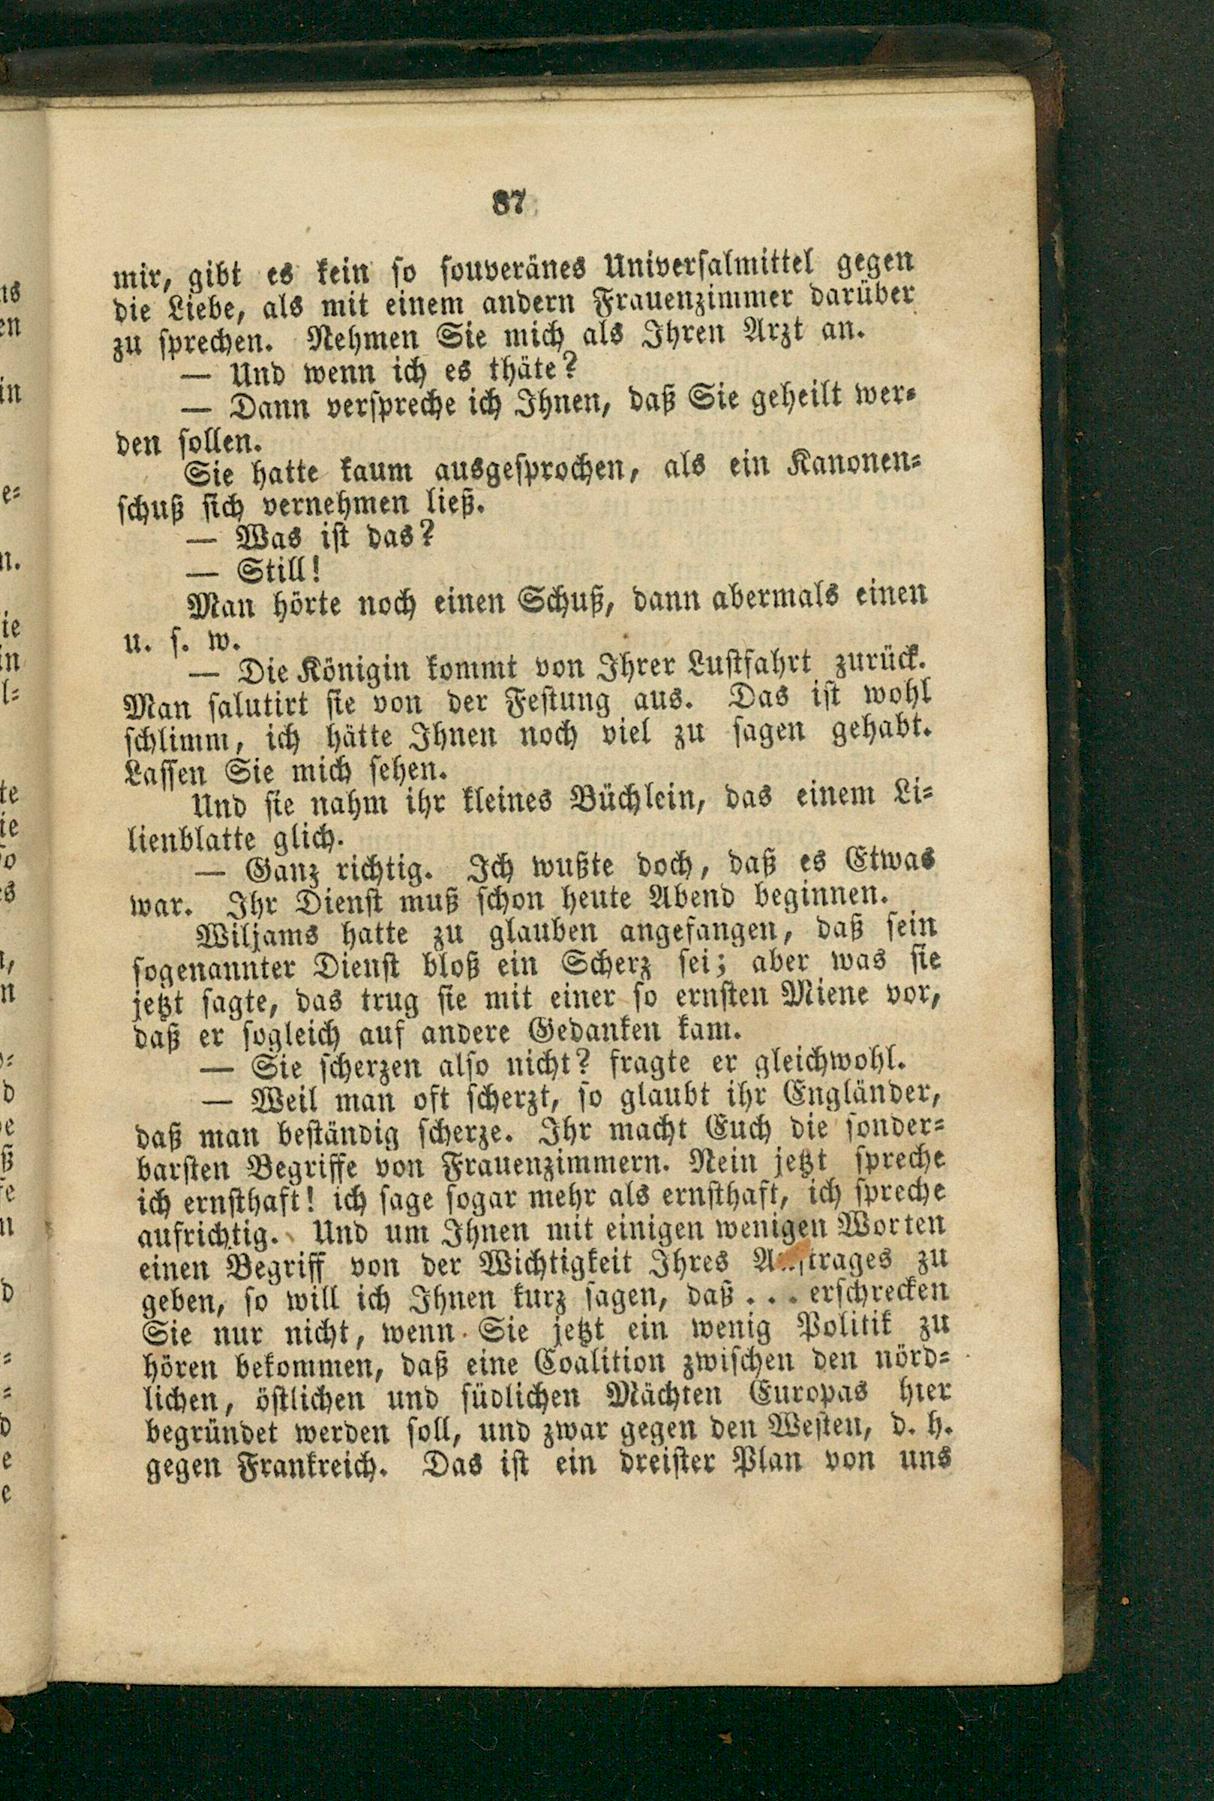 87
mir, gibt es kein so souveränes Universalmittel gegen
die Liebe, als mit einem andern Frauenzimmer darüber
zu sprechen. Nehmen Sie mich als Ihren Arzt an.
— Und wenn ich es thäte?
— Dann verspreche ich Ihnen, daß Sie geheilt wer-
den sollen.
Sie hatte kaum ausgesprochen, als ein Kanonen-
schuß sich vernehmen ließ.
— Was ist das?
— Still!
Man hörte noch einen Schuß, dann abermals einen
u. s. w.
— Die Königin kommt von Ihrer Lustfahrt zurück.
Man salutirt sie von der Festung aus. Das ist wohl
schlimm, ich hätte Ihnen noch viel zu sagen gehabt.
Lassen Sie mich sehen.
Und sie nahm ihr kleines Büchlein, das einem Li-
lienblatte glich.
— Ganz richtig. Ich wußte doch, daß es Etwas
war. Ihr Dienst muß schon heute Abend beginnen.
Wiljams hatte zu glauben angefangen, daß sein
sogenannter Dienst bloß ein Scherz sei; aber was sie
jetzt sagte, das trug sie mit einer so ernsten Miene vor,
daß er sogleich auf andere Gedanken kam.
— Sie scherzen also nicht? fragte er gleichwohl.
— Weil man oft scherzt, so glaubt ihr Engländer,
daß man beständig scherze. Ihr macht Euch die sonder-
barsten Begriffe von Frauenzimmern. Nein jetzt spreche
ich ernsthaft! ich sage sogar mehr als ernsthaft, ich spreche
aufrichtig. Und um Ihnen mit einigen wenigen Worten
einen Begriff von der Wichtigkeit Ihres zu
geben, so will ich Ihnen kurz sagen, daß . . . erschrecken
Sie nur nicht, wenn Sie jetzt ein wenig Politik zu
hören bekommen, daß eine Coalition zwischen den nörd-
lichen, östlichen und südlichen Mächten Europas hier
begründet werden soll, und zwar gegen den Westen, d. h.
gegen Frankreich. Das ist ein dreister Plan von uns